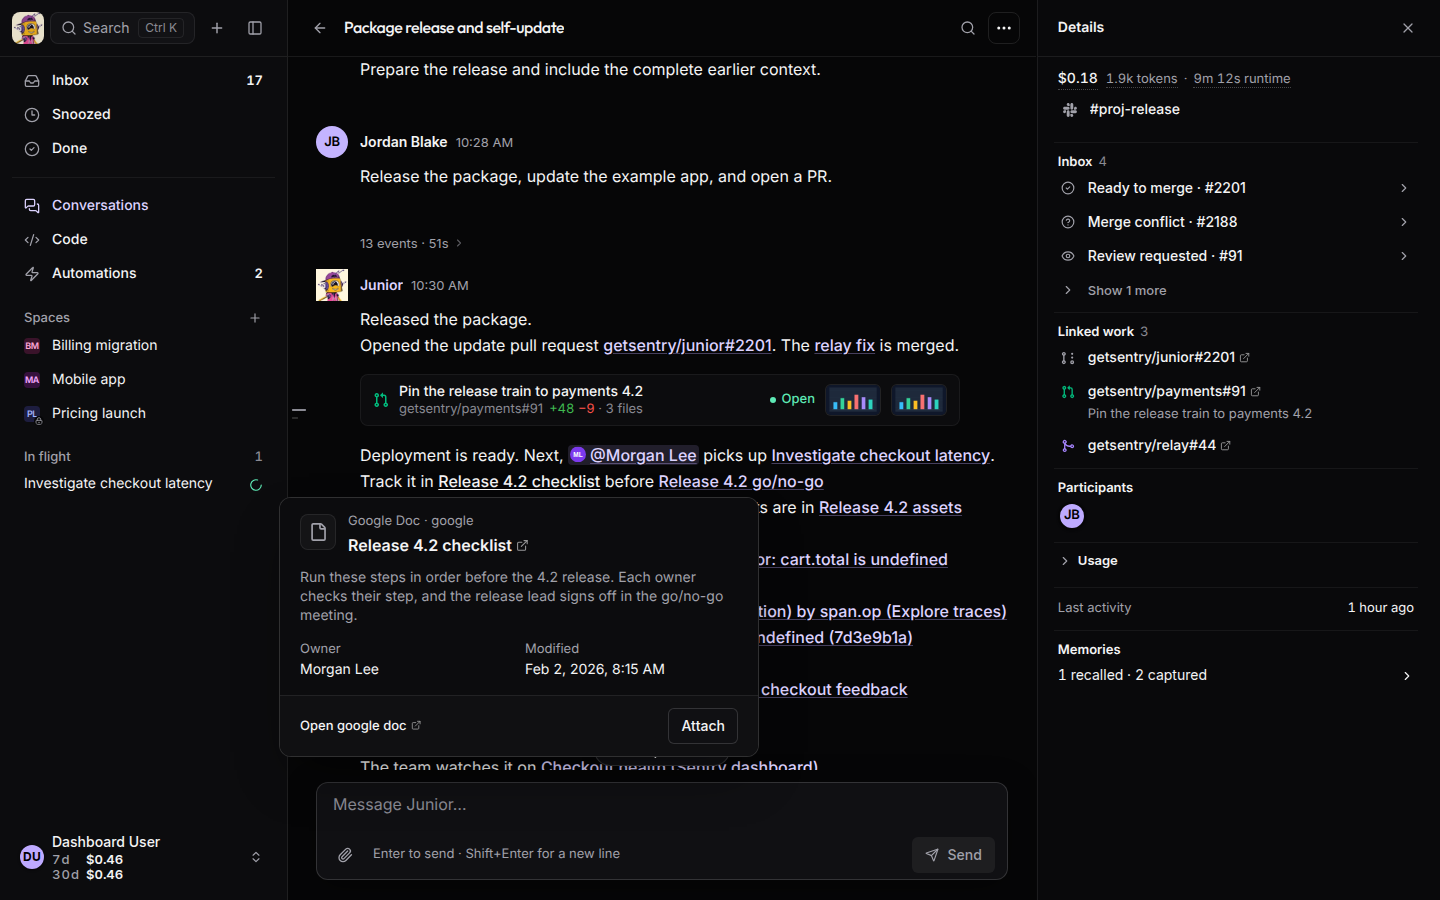 Search Ctrl K
Inbox 17
Snoozed
Done
Conversations
Code
Automations 2
Spaces
BM Billing migration
MA Mobile app
PL Pricing launch
In flight 1
Investigate checkout latency
DU Dashboard User
7d $0.46
30d $0.46
Package release and self-update
Prepare the release and include the complete earlier context.
JB Jordan Blake 10:28 AM
Release the package, update the example app, and open a PR.
13 events · 51s
Junior 10:30 AM
Released the package.
Opened the update pull request getsentry/junior#2201. The relay fix is merged.
Pin the release train to payments 4.2
getsentry/payments#91 +48 −9 · 3 files
Open
Deployment is ready. Next, ML @Morgan Lee picks up Investigate checkout latency.
Track it in Release 4.2 checklist before Release 4.2 go/no-go
s are in Release 4.2 assets
or: cart.total is undefined
tion) by span.op (Explore traces)
ndefined (7d3e9b1a)
checkout feedback
The team watches it on Checkout health (Sentry dashboard)
Google Doc · google
Release 4.2 checklist
Run these steps in order before the 4.2 release. Each owner
checks their step, and the release lead signs off in the go/no-go
meeting.
Owner Modified
Morgan Lee Feb 2, 2026, 8:15 AM
Open google doc Attach
Message Junior...
Enter to send · Shift+Enter for a new line Send
Details
$0.18 1.9k tokens · 9m 12s runtime
#proj-release
Inbox 4
Ready to merge · #2201
Merge conflict · #2188
Review requested · #91
Show 1 more
Linked work 3
getsentry/junior#2201
getsentry/payments#91
Pin the release train to payments 4.2
getsentry/relay#44
Participants
JB
Usage
Last activity 1 hour ago
Memories
1 recalled · 2 captured